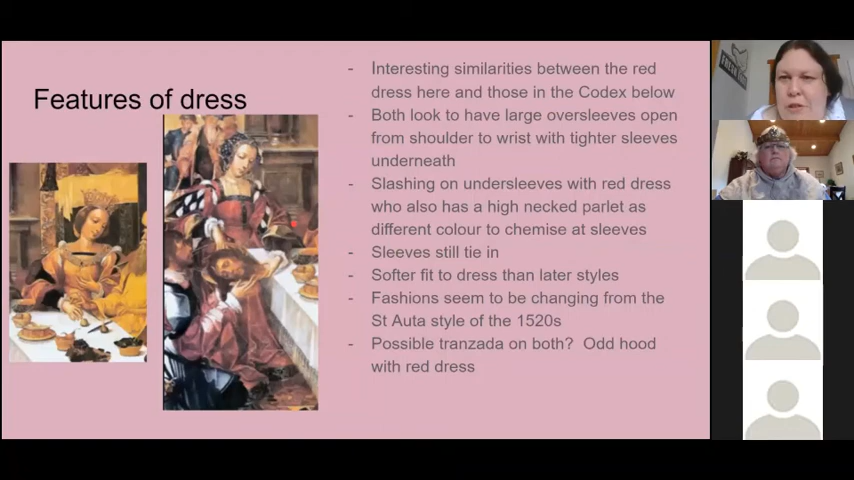 Features of dress
- Interesting similarities between the red
dress here and those in the Codex below
- Both look to have large oversleeves open
from shoulder to wrist with tighter sleeves
underneath
- Slashing on undersleeves with red dress
who also has a high necked parlet as
different colour to chemise at sleeves
- Sleeves still tie in
- Softer fit to dress than later styles
- Fashions seem to be changing from the
St Auta style of the 1520s
- Possible tranzada on both? Odd hood
with red dress